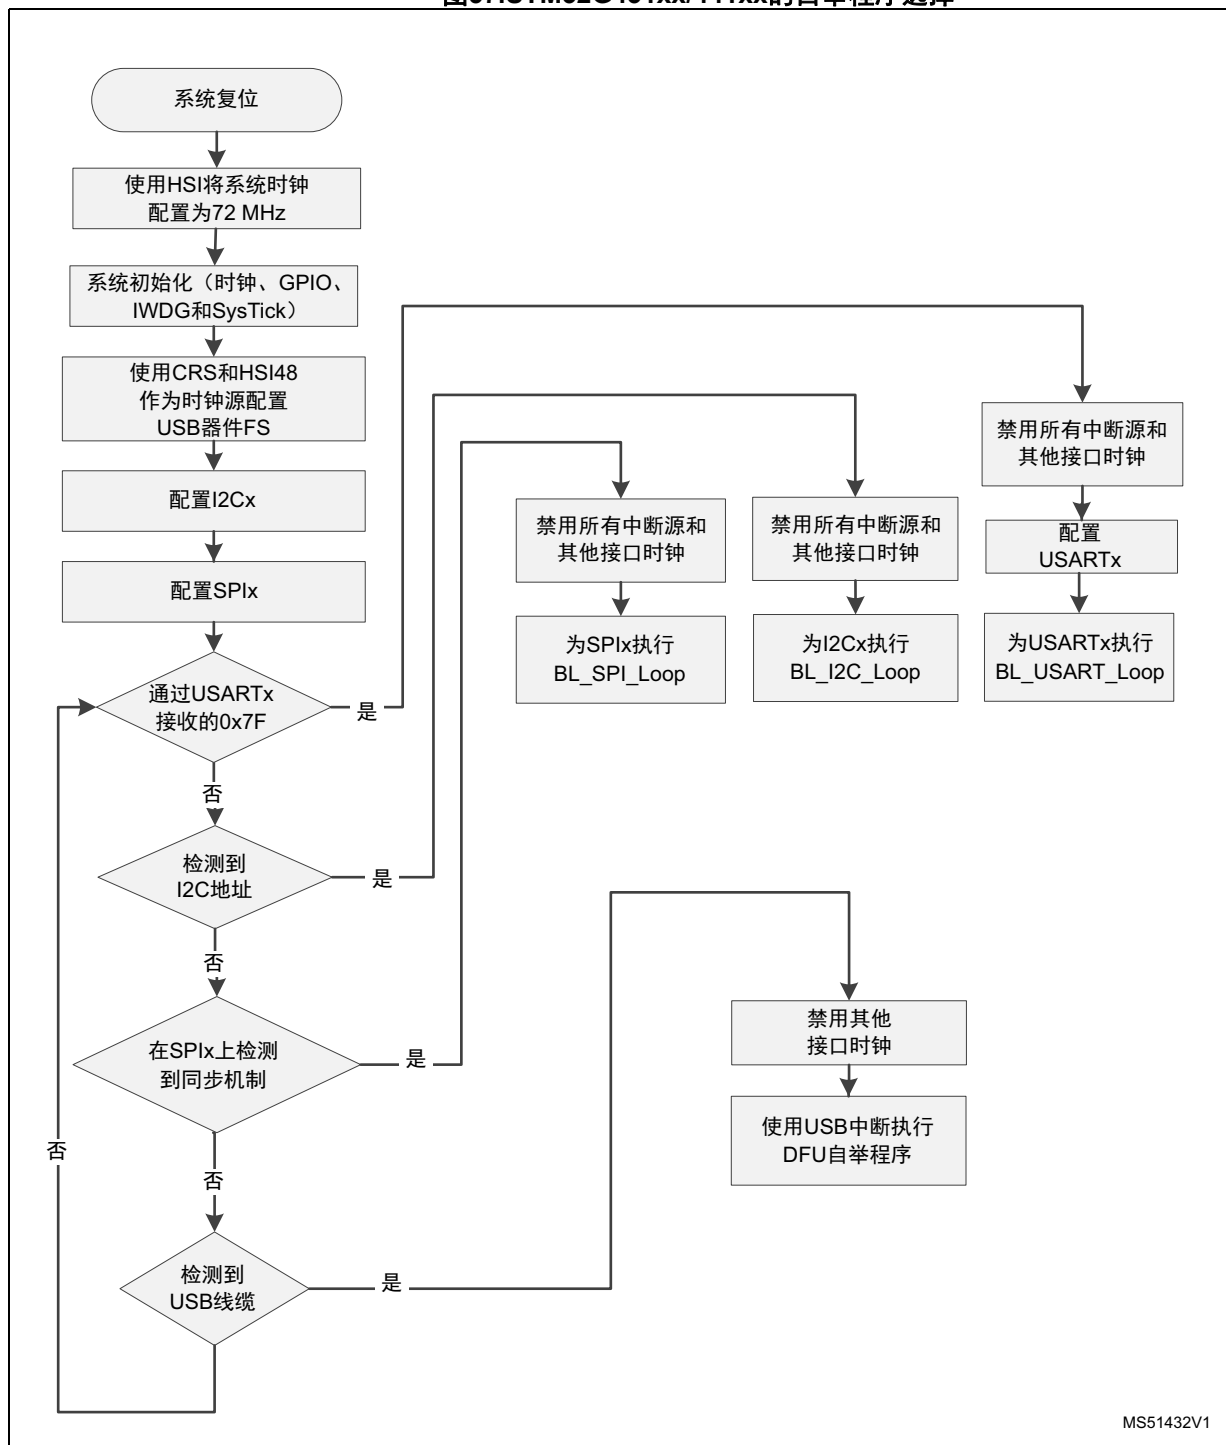 系统复位
使用HSI将系统时钟
配置为72 MHz
系统初始化（时钟、GPIO、
IWDG和SysTick）
使用CRS和HSI48
作为时钟源配置
USB器件FS
配置I2Cx
配置SPIx
通过USARTx
接收的0x7F
是
否
检测到
I2C地址
是
否
在SPIx上检测
到同步机制
是
否
检测到
USB线缆
是
否
禁用所有中断源和
其他接口时钟
为SPIx执行
BL_SPI_Loop
禁用所有中断源和
其他接口时钟
为I2Cx执行
BL_I2C_Loop
禁用所有中断源和
其他接口时钟
配置
USARTx
为USARTx执行
BL_USART_Loop
禁用其他
接口时钟
使用USB中断执行
DFU自举程序
MS51432V1